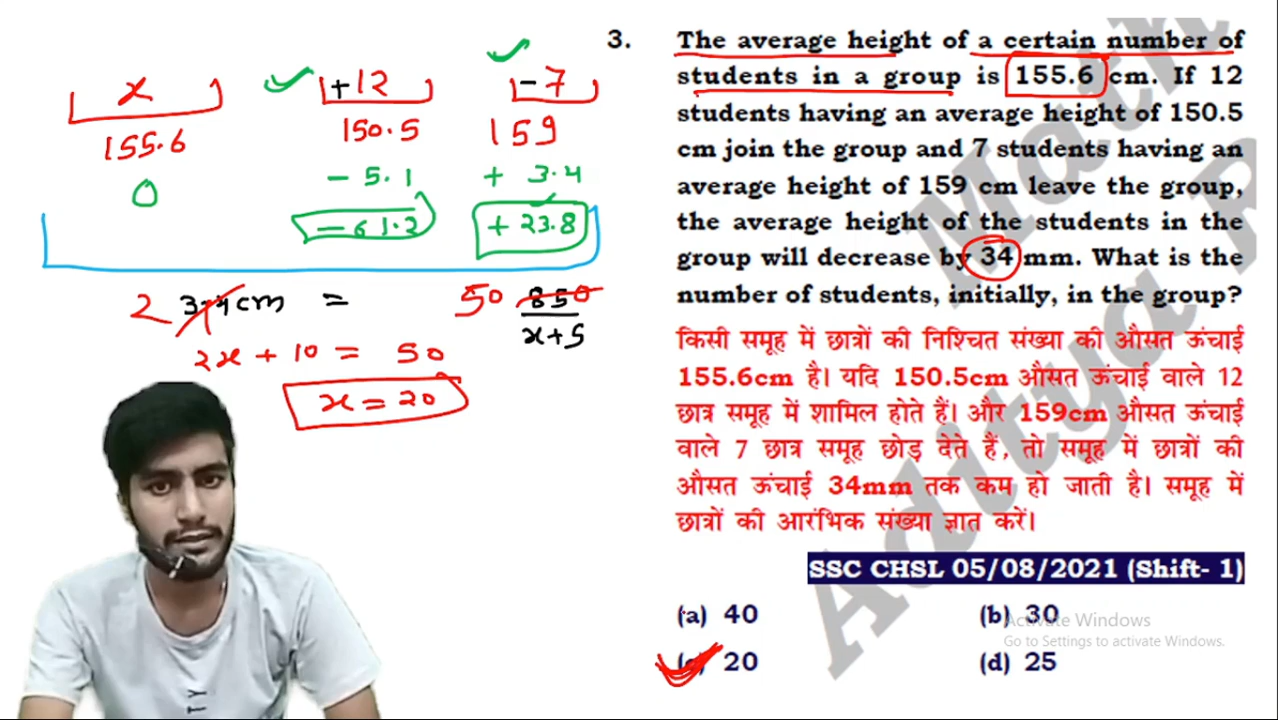 x +12 -7
155.6 150.5 159
0 - 5.1 + 3.4
- 61.2 + 23.8
2 3.4cm = 50 850
x+5
2x + 10 = 50
x = 20
3. The average height of a certain number of
students in a group is 155.6 cm. If 12
students having an average height of 150.5
cm join the group and 7 students having an
average height of 159 cm leave the group,
the average height of the students in the
group will decrease by 34 mm. What is the
number of students, initially, in the group?
किसी समूह में छात्रों की निश्चित संख्या की औसत ऊंचाई
155.6cm है। यदि 150.5cm औसत ऊंचाई वाले 12
छात्र समूह में शामिल होते हैं। और 159cm औसत ऊंचाई
वाले 7 छात्र समूह छोड़ देते हैं, तो समूह में छात्रों की
औसत ऊंचाई 34mm तक कम हो जाती है। समूह में
छात्रों की आरंभिक संख्या ज्ञात करें।
SSC CHSL 05/08/2021 (Shift- 1)
(a) 40 (b) 30
(c) 20 (d) 25
Activate Windows
Go to Settings to activate Windows.
Math
Aditya